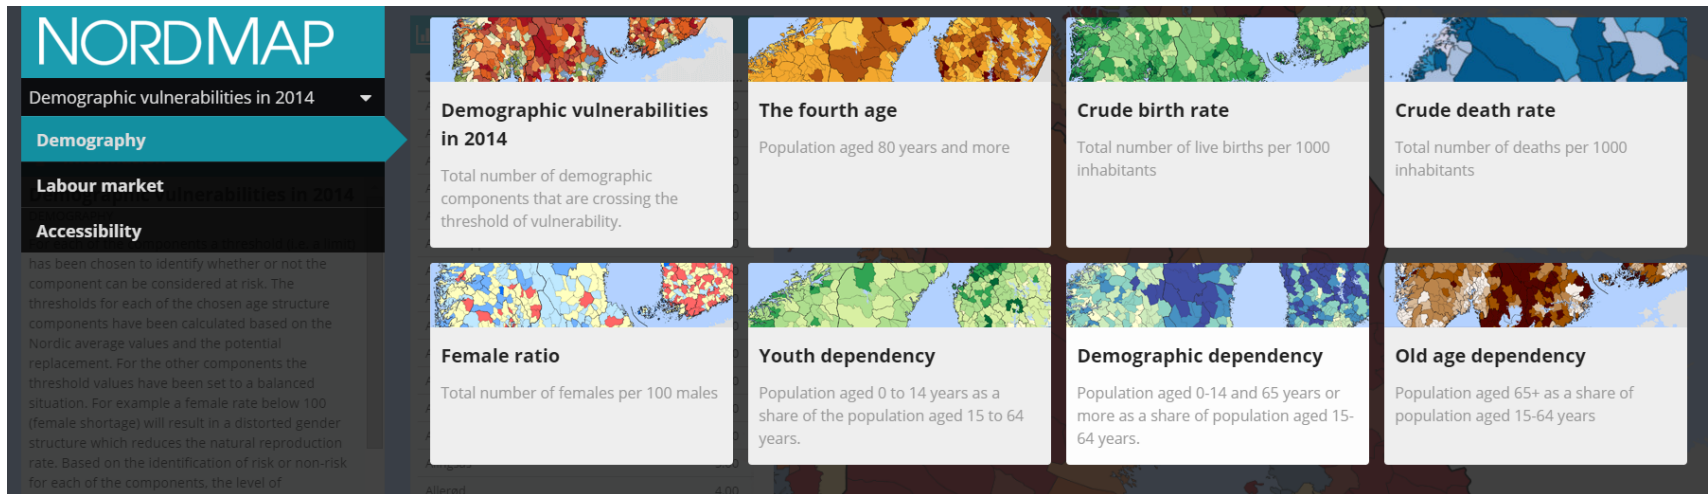 NORDMAP
Demographic vulnerabilities in 2014
Demography
Labour market
Accessibility
Demographic vulnerabilities in 2014
has been chosen to identify whether or not the
component can be considered at risk. The
thresholds for each of the chosen age structure
components have been calculated based on the
Nordic average values and the potential
replacement. For the other components the
threshold values have been set to a balanced
situation. For example a female rate below 100
(female shortage) will result in a distorted gender
structure which reduces the natural reproduction
rate. Based on the identification of risk or non-risk
for each of the components, the level of
Demographic vulnerabilities
in 2014
Total number of demographic
components that are crossing the
threshold of vulnerability.
The fourth age
Population aged 80 years and more
Crude birth rate
Total number of live births per 1000
inhabitants
Crude death rate
Total number of deaths per 1000
inhabitants
Female ratio
Total number of females per 100 males
Youth dependency
Population aged 0 to 14 years as a
share of the population aged 15 to 64
years.
Demographic dependency
Population aged 0-14 and 65 years or
more as a share of population aged 15-
64 years.
Old age dependency
Population aged 65+ as a share of
population aged 15-64 years
Allerød 4.00